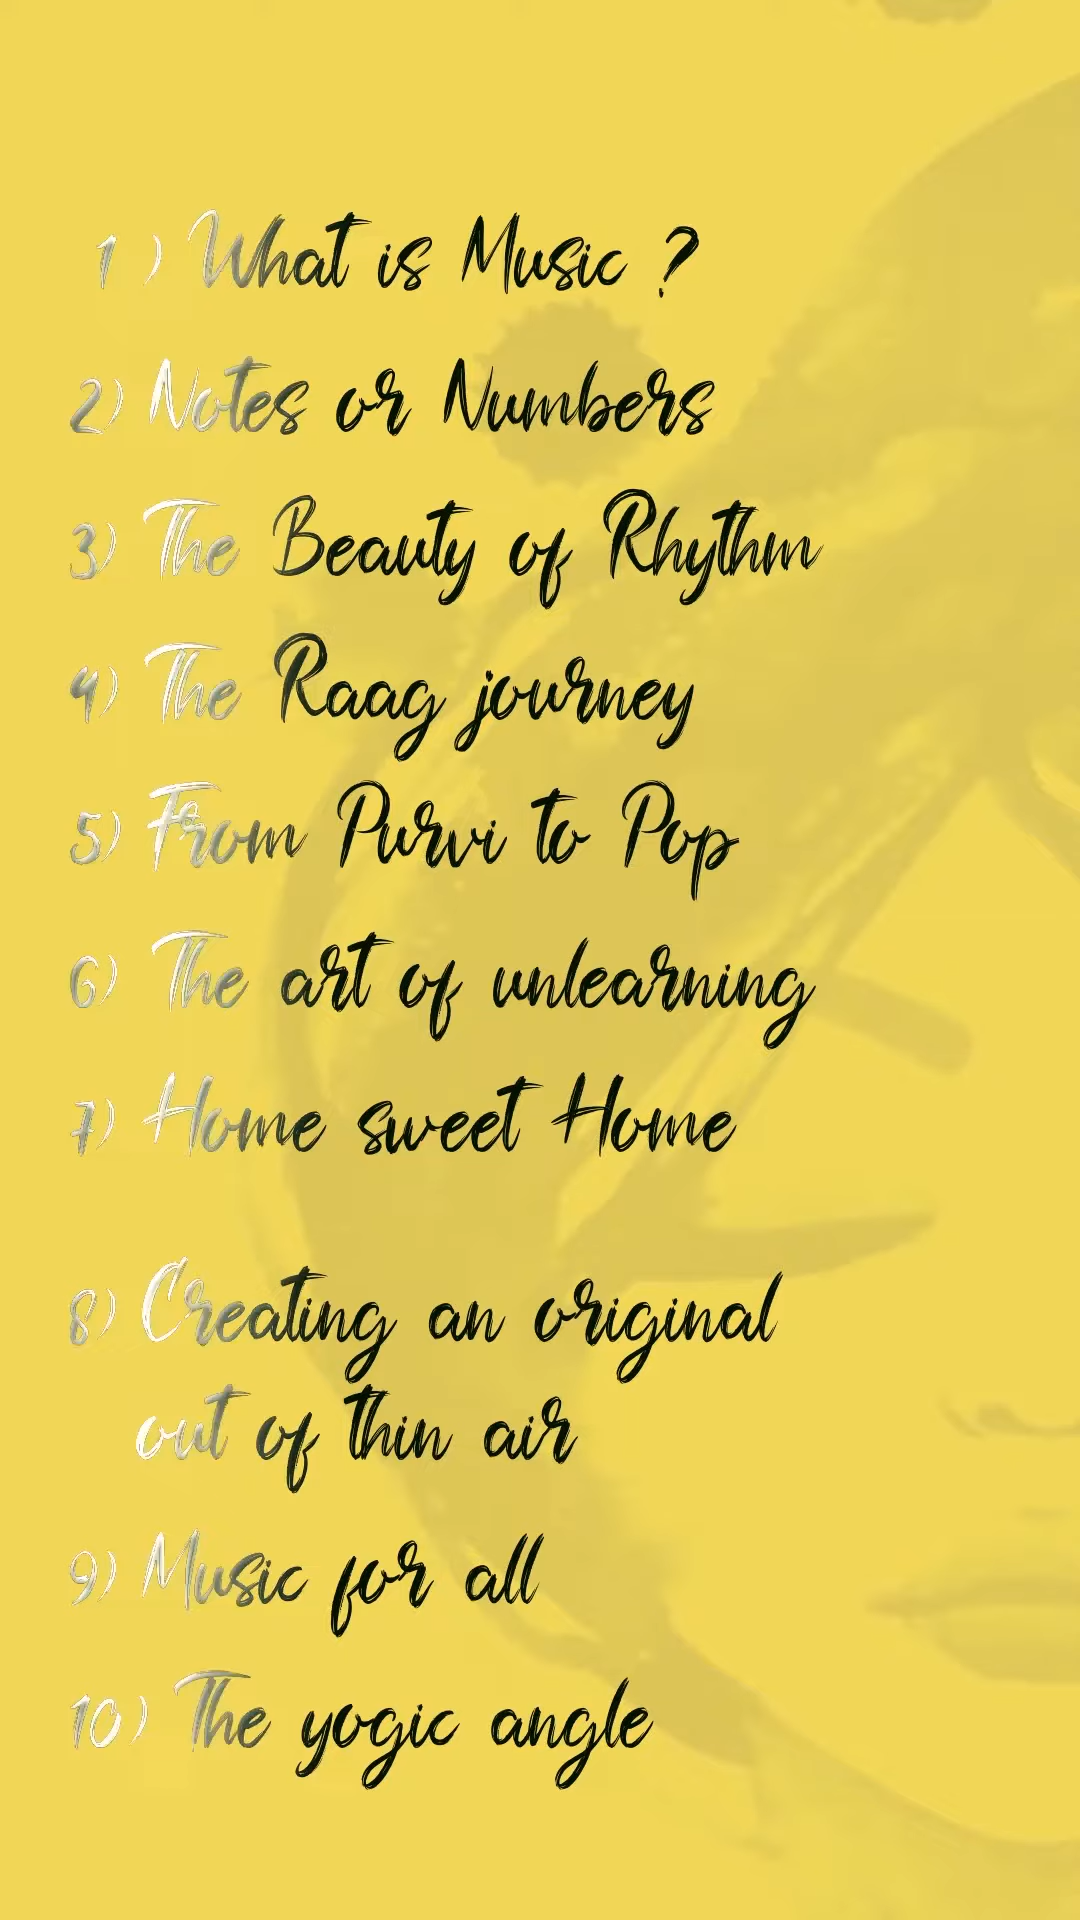 1 ) What is Music ?
2) Notes or Numbers
3) The Beauty of Rhythm
4) The Raag journey
5) From Purvi to Pop
6) The art of unlearning
7) Home sweet Home
8) Creating an original
out of thin air
9) Music for all
10) The yogic angle